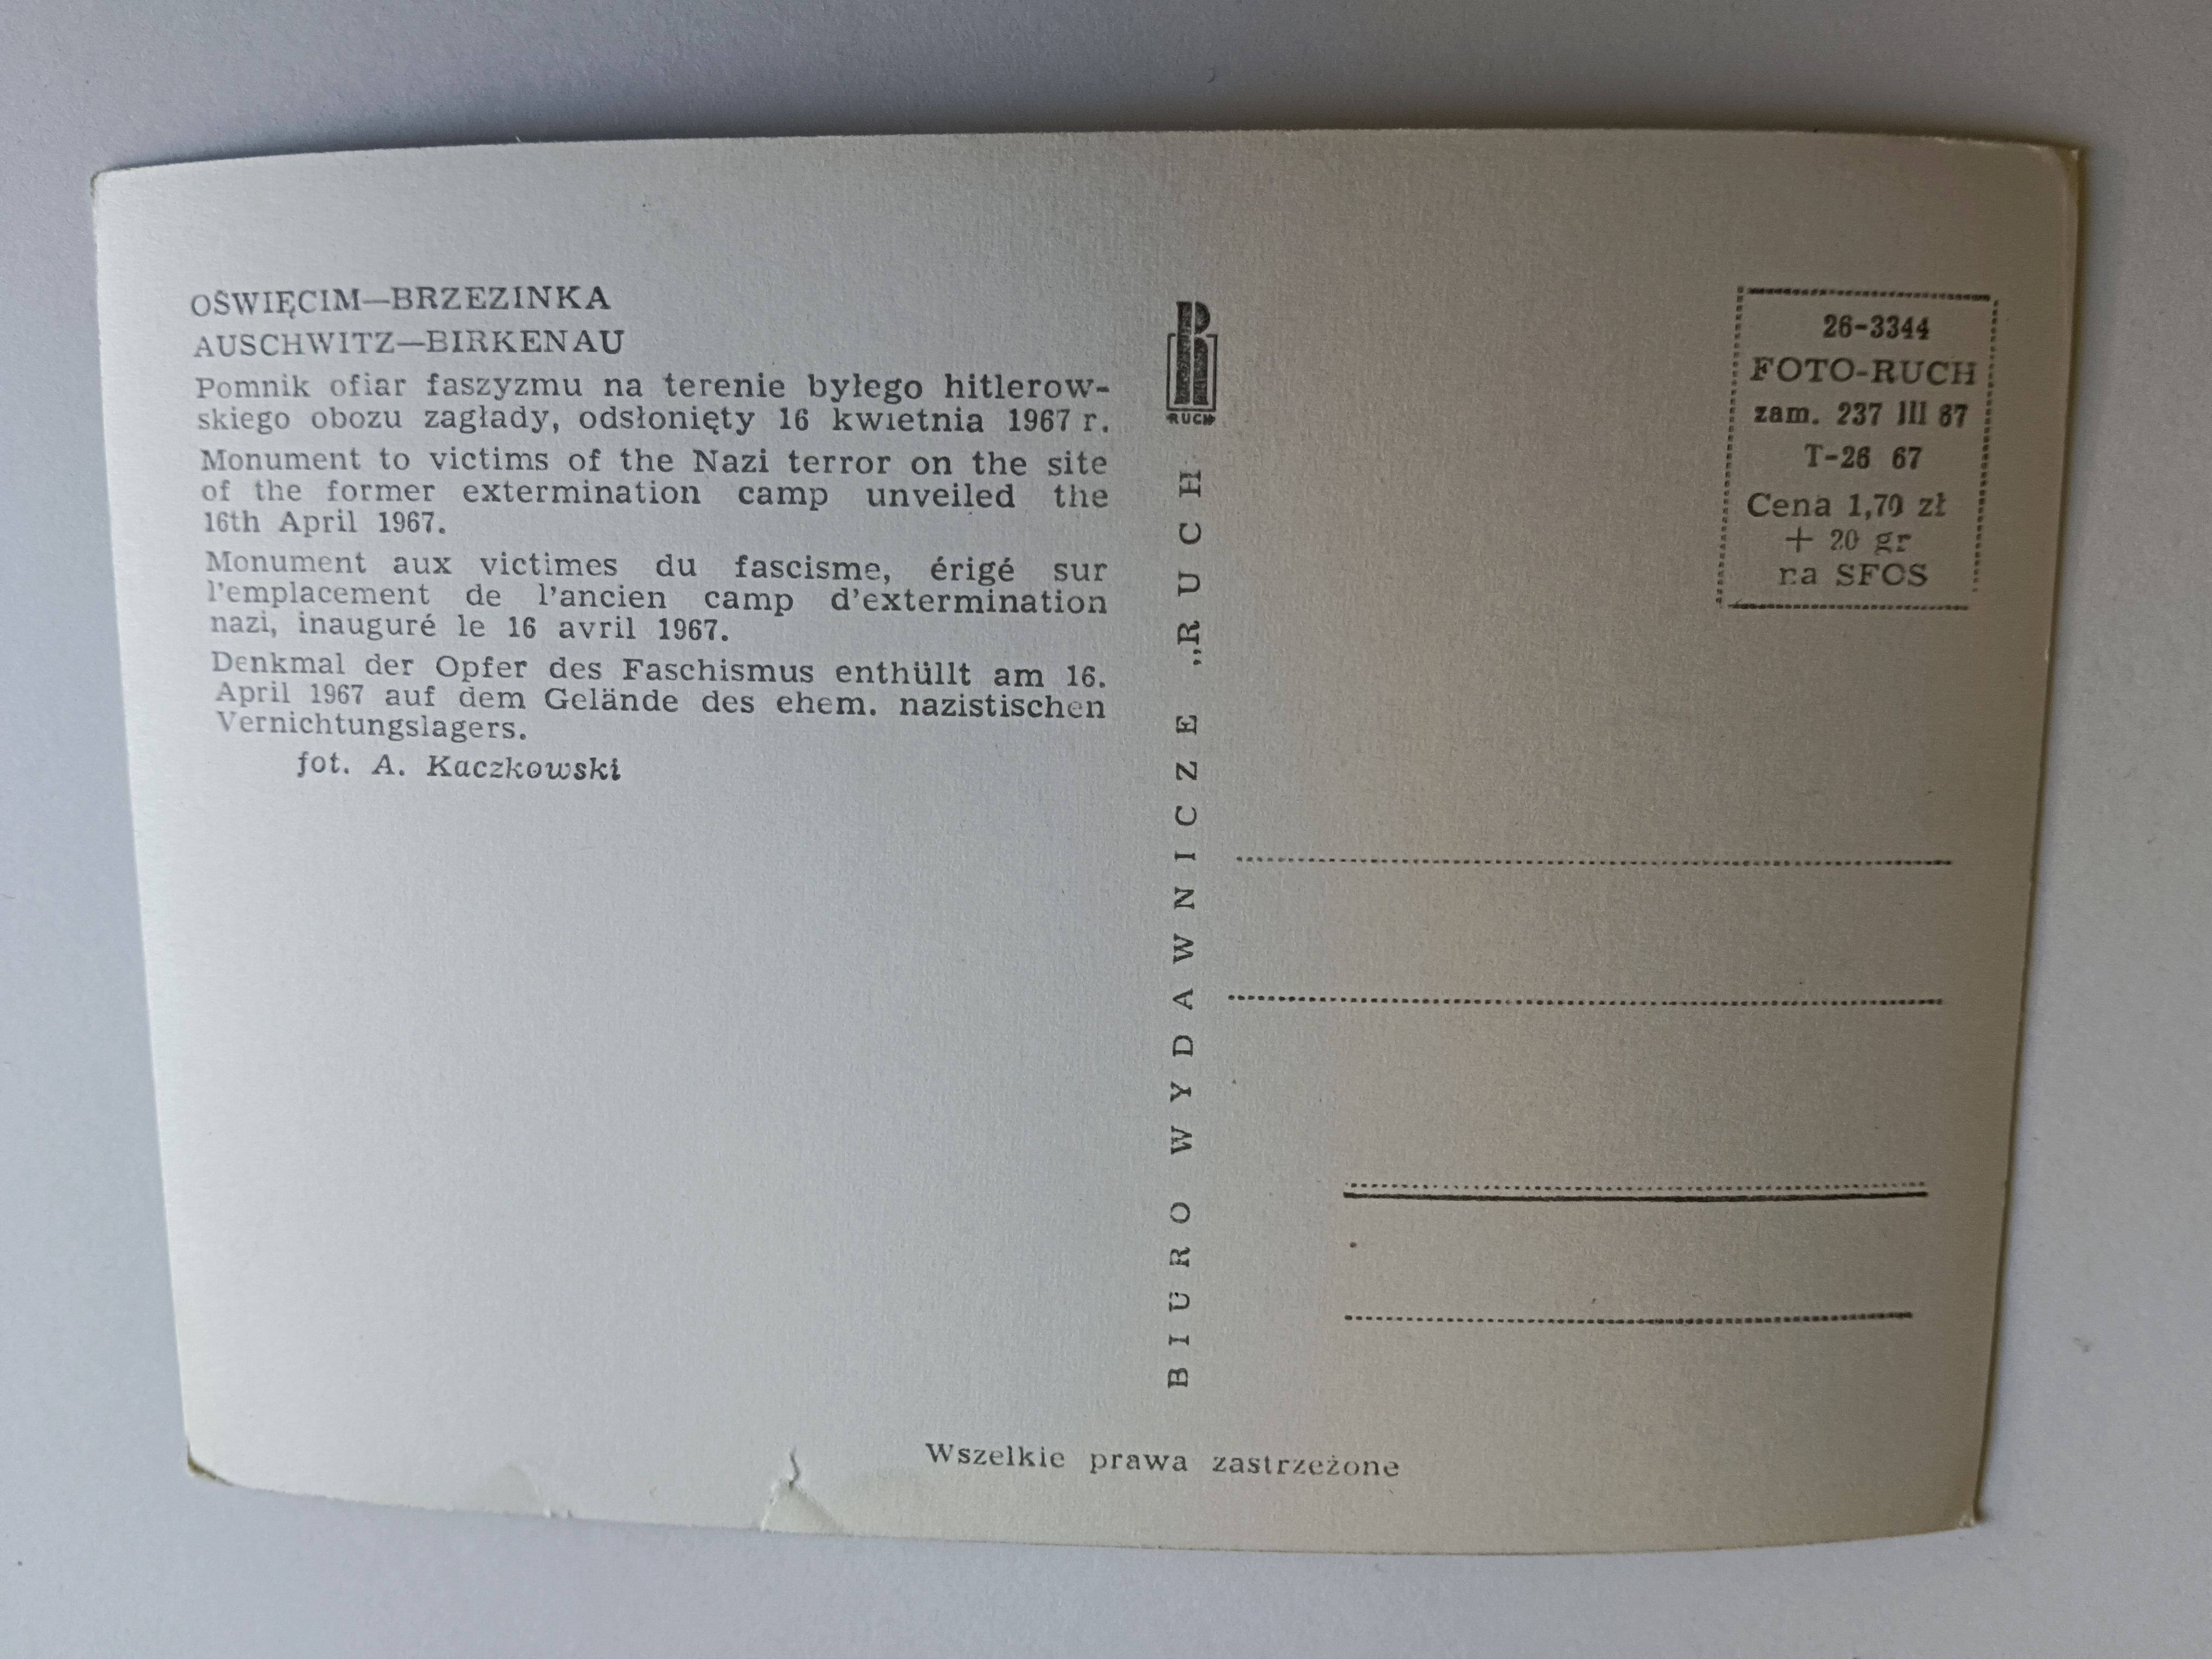 OŚWIĘCIM—BRZEZINKA
AUSCHWITZ—BIRKENAU
Pomnik ofiar faszyzmu na terenie byłego hitlerow-
skiego obozu zagłady, odsłonięty 16 kwietnia 1967 r.
Monument to victims of the Nazi terror on the site
of the former extermination camp unveiled the
16th April 1967.
Monument aux victimes du fascisme, érigé sur
l'emplacement de l'ancien camp d'extermination
nazi, inauguré le 16 avril 1967.
Denkmal der Opfer des Faschismus enthüllt am 16.
April 1967 auf dem Gelände des ehem. nazistischen
Vernichtungslagers.
fot. A. Kaczkowski
RUCH
BIURO WYDAWNICZE „RUCH
26-3344
FOTO-RUCH
zam. 237 III 67
T-26 67
Cena 1,70 zł
+ 20 gr
na SFOS
Wszelkie prawa zastrzeżone